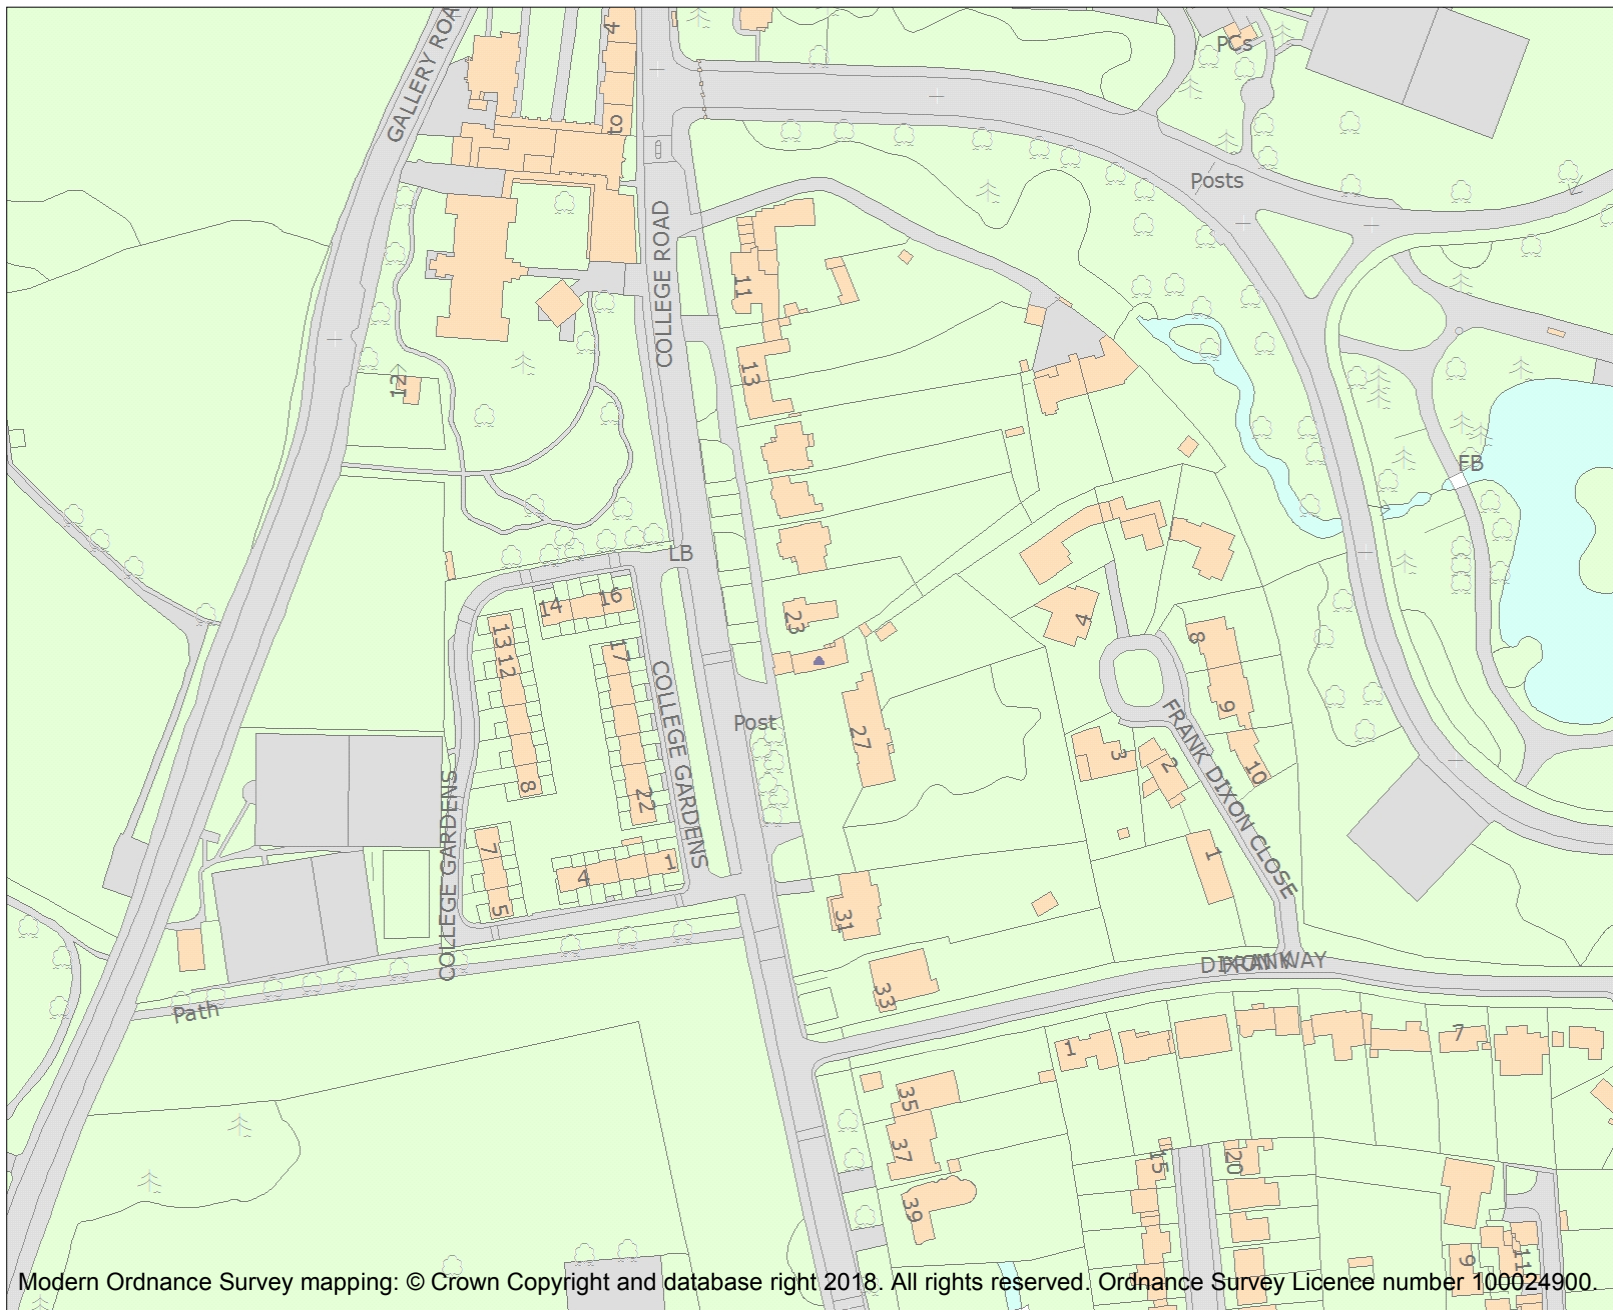 GALLERY ROA
4
to
PCs
Posts
COLLEGE ROAD
11
13
12
FB
LB
14
16
23
4
13
12
17
8
COLLEGE GARDENS
Post
27
9
FRANK DIXON CLOSE
3
2
10
8
22
COLLEGE GARDENS
7
4
1
1
5
31
33
FRANK
DIXON WAY
Path
1
7
35
37
15
20
39
9
11
Modern Ordnance Survey mapping: © Crown Copyright and database right 2018. All rights reserved. Ordnance Survey Licence number 100024900.